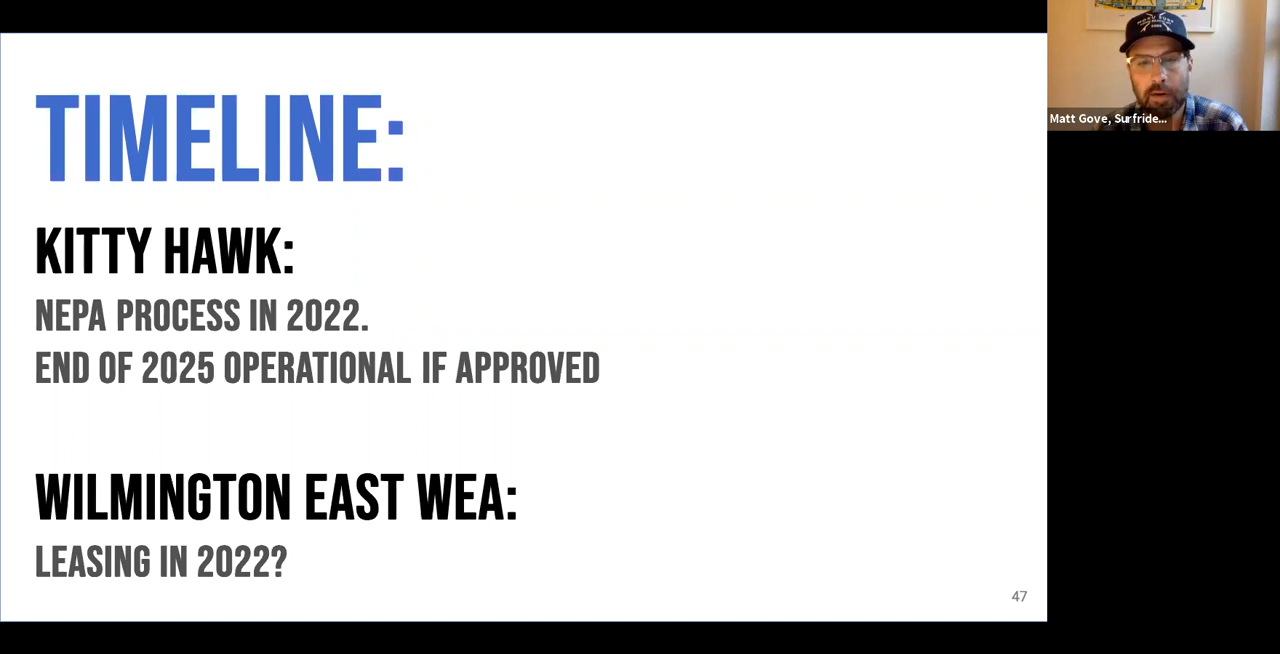 TIMELINE:
KITTY HAWK:
NEPA PROCESS IN 2022.
END OF 2025 OPERATIONAL IF APPROVED
WILMINGTON EAST WEA:
LEASING IN 2022?
47
Matt Gove, Surfride...